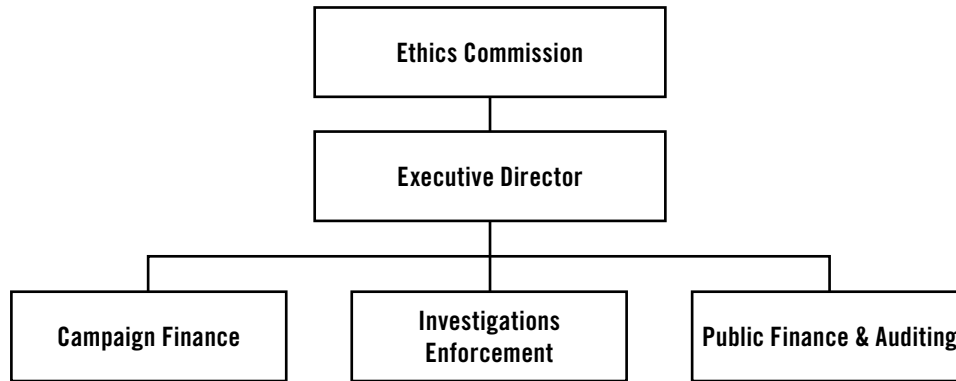 Ethics Commission
Executive Director
Campaign Finance
Investigations
Enforcement
Public Finance & Auditing